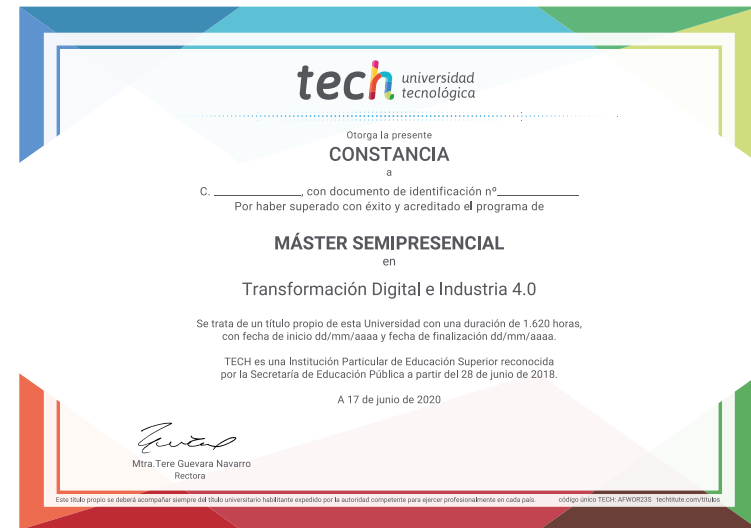 tech universidad
tecnológica
Otorga la presente
CONSTANCIA
a
C. ________________, con documento de identificación nº_______________
Por haber superado con éxito y acreditado el programa de
MÁSTER SEMIPRESENCIAL
en
Transformación Digital e Industria 4.0
Se trata de un título propio de esta Universidad con una duración de 1.620 horas,
con fecha de inicio dd/mm/aaaa y fecha de finalización dd/mm/aaaa.
TECH es una Institución Particular de Educación Superior reconocida
por la Secretaría de Educación Pública a partir del 28 de junio de 2018.
A 17 de junio de 2020
Mtra.Tere Guevara Navarro
Rectora
Este título propio se deberá acompañar siempre del título universitario habilitante expedido por la autoridad competente para ejercer profesionalmente en cada país. código único TECH: AFWOR23S techtitute.com/titulos